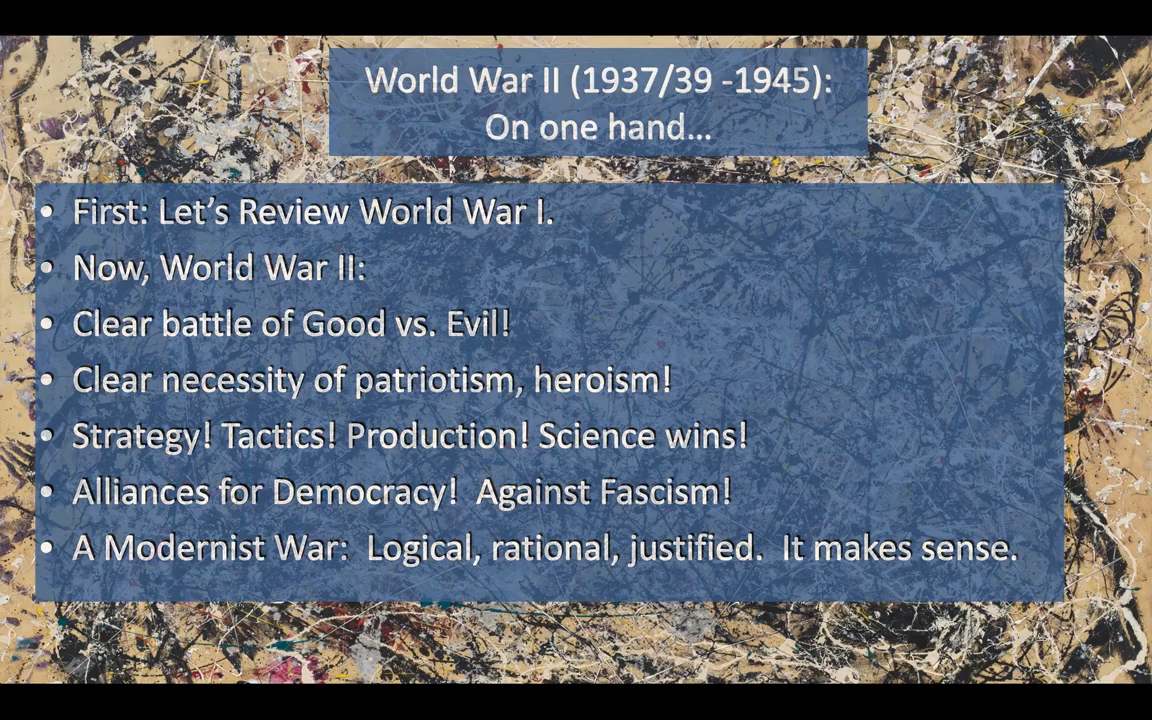 World War II (1937/39 -1945):
On one hand…
• First: Let’s Review World War I.
• Now, World War II:
• Clear battle of Good vs. Evil!
• Clear necessity of patriotism, heroism!
• Strategy! Tactics! Production! Science wins!
• Alliances for Democracy!  Against Fascism!
• A Modernist War:  Logical, rational, justified.  It makes sense.